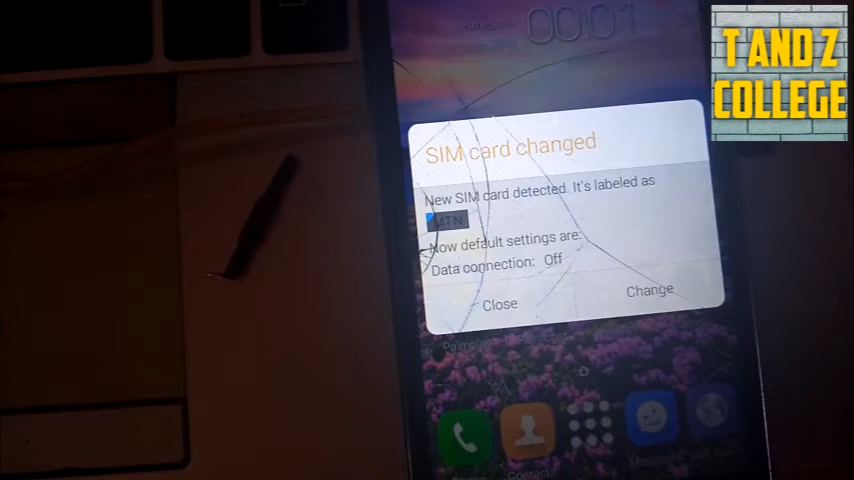 T AND Z
COLLEGE
00:01
SIM card changed
New SIM card detected. It's labeled as
MTN
Now default settings are:
Data connection: Off
Close
Change
Contacts